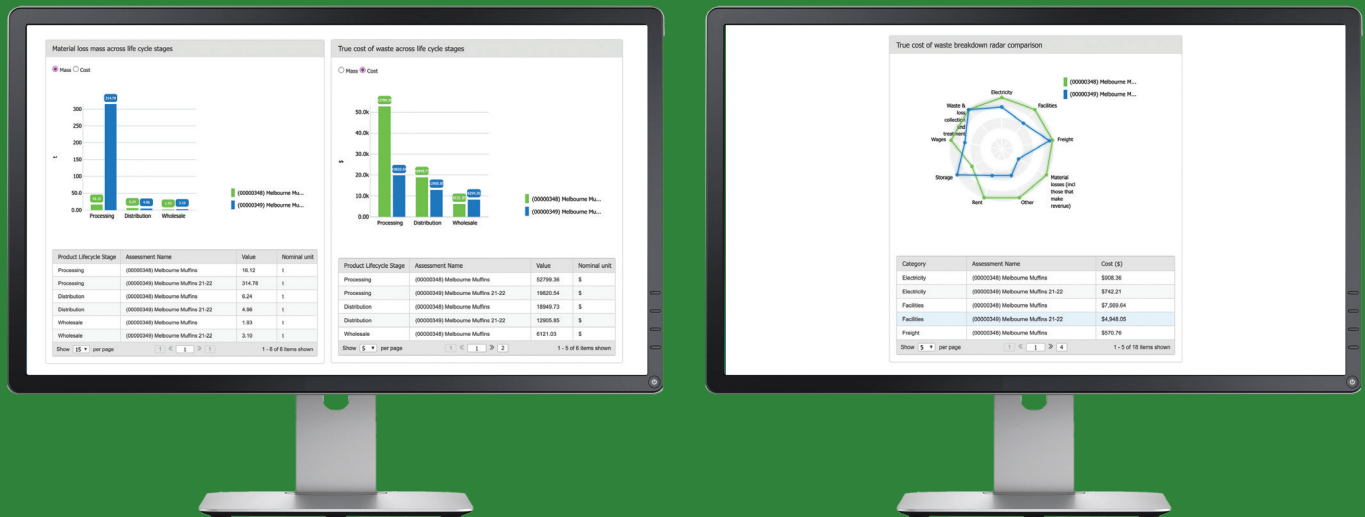 Material loss mass across life cycle stages
Mass Cost
300
250
200
150
100
50.0
0.00
t
314.78
Processing Distribution Wholesale
(00000348) Melbourne Mu...
(00000349) Melbourne Mu...
Product Lifecycle Stage Assessment Name Value Nominal unit
Processing (00000348) Melbourne Muffins 16.12 t
Processing (00000349) Melbourne Muffins 21-22 314.78 t
Distribution (00000348) Melbourne Muffins 6.24 t
Distribution (00000349) Melbourne Muffins 21-22 4.96 t
Wholesale (00000348) Melbourne Muffins 1.93 t
Wholesale (00000349) Melbourne Muffins 21-22 3.10 t
Show 15 per page 1 1 1 1 - 6 of 6 items shown
True cost of waste across life cycle stages
Mass Cost
50.0k
40.0k
30.0k
20.0k
10.0k
0.00
$
Processing Distribution Wholesale
(00000348) Melbourne Mu...
(00000349) Melbourne Mu...
Product Lifecycle Stage Assessment Name Value Nominal unit
Processing (00000348) Melbourne Muffins 52799.36 $
Processing (00000349) Melbourne Muffins 21-22 19620.54 $
Distribution (00000348) Melbourne Muffins 18949.73 $
Distribution (00000349) Melbourne Muffins 21-22 12905.85 $
Wholesale (00000348) Melbourne Muffins 6121.03 $
Show 5 per page 1 1 2 1 - 5 of 6 items shown
True cost of waste breakdown radar comparison
(00000348) Melbourne M...
(00000349) Melbourne M...
Electricity
Facilities
Freight
Material
losses (incl
those that
make
revenue)
Other
Rent
Storage
Wages
Waste &
loss
collection
and
treatment
Category Assessment Name Cost ($)
Electricity (00000348) Melbourne Muffins $908.36
Electricity (00000349) Melbourne Muffins 21-22 $742.21
Facilities (00000348) Melbourne Muffins $7,569.64
Facilities (00000349) Melbourne Muffins 21-22 $4,948.05
Freight (00000348) Melbourne Muffins $570.76
Show 5 per page 1 1 4 1 - 5 of 18 items shown